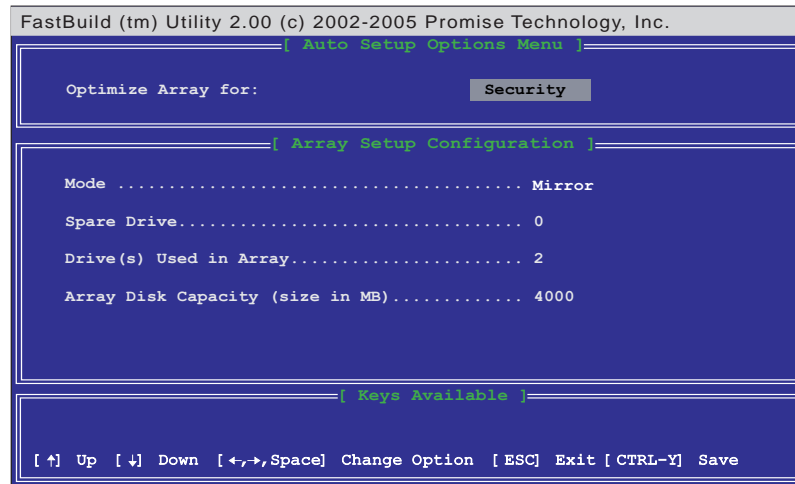 FastBuild (tm) Utility 2.00 (c) 2002-2005 Promise Technology, Inc.
[ Auto Setup Options Menu ]
Optimize Array for: Security
[ Array Setup Configuration ]
Mode ........................................ Mirror
Spare Drive.................................. 0
Drive(s) Used in Array....................... 2
Array Disk Capacity (size in MB)............. 4000
[ Keys Available ]
[↑] Up [↓] Down [←,→,Space] Change Option [ESC] Exit [CTRL-Y] Save